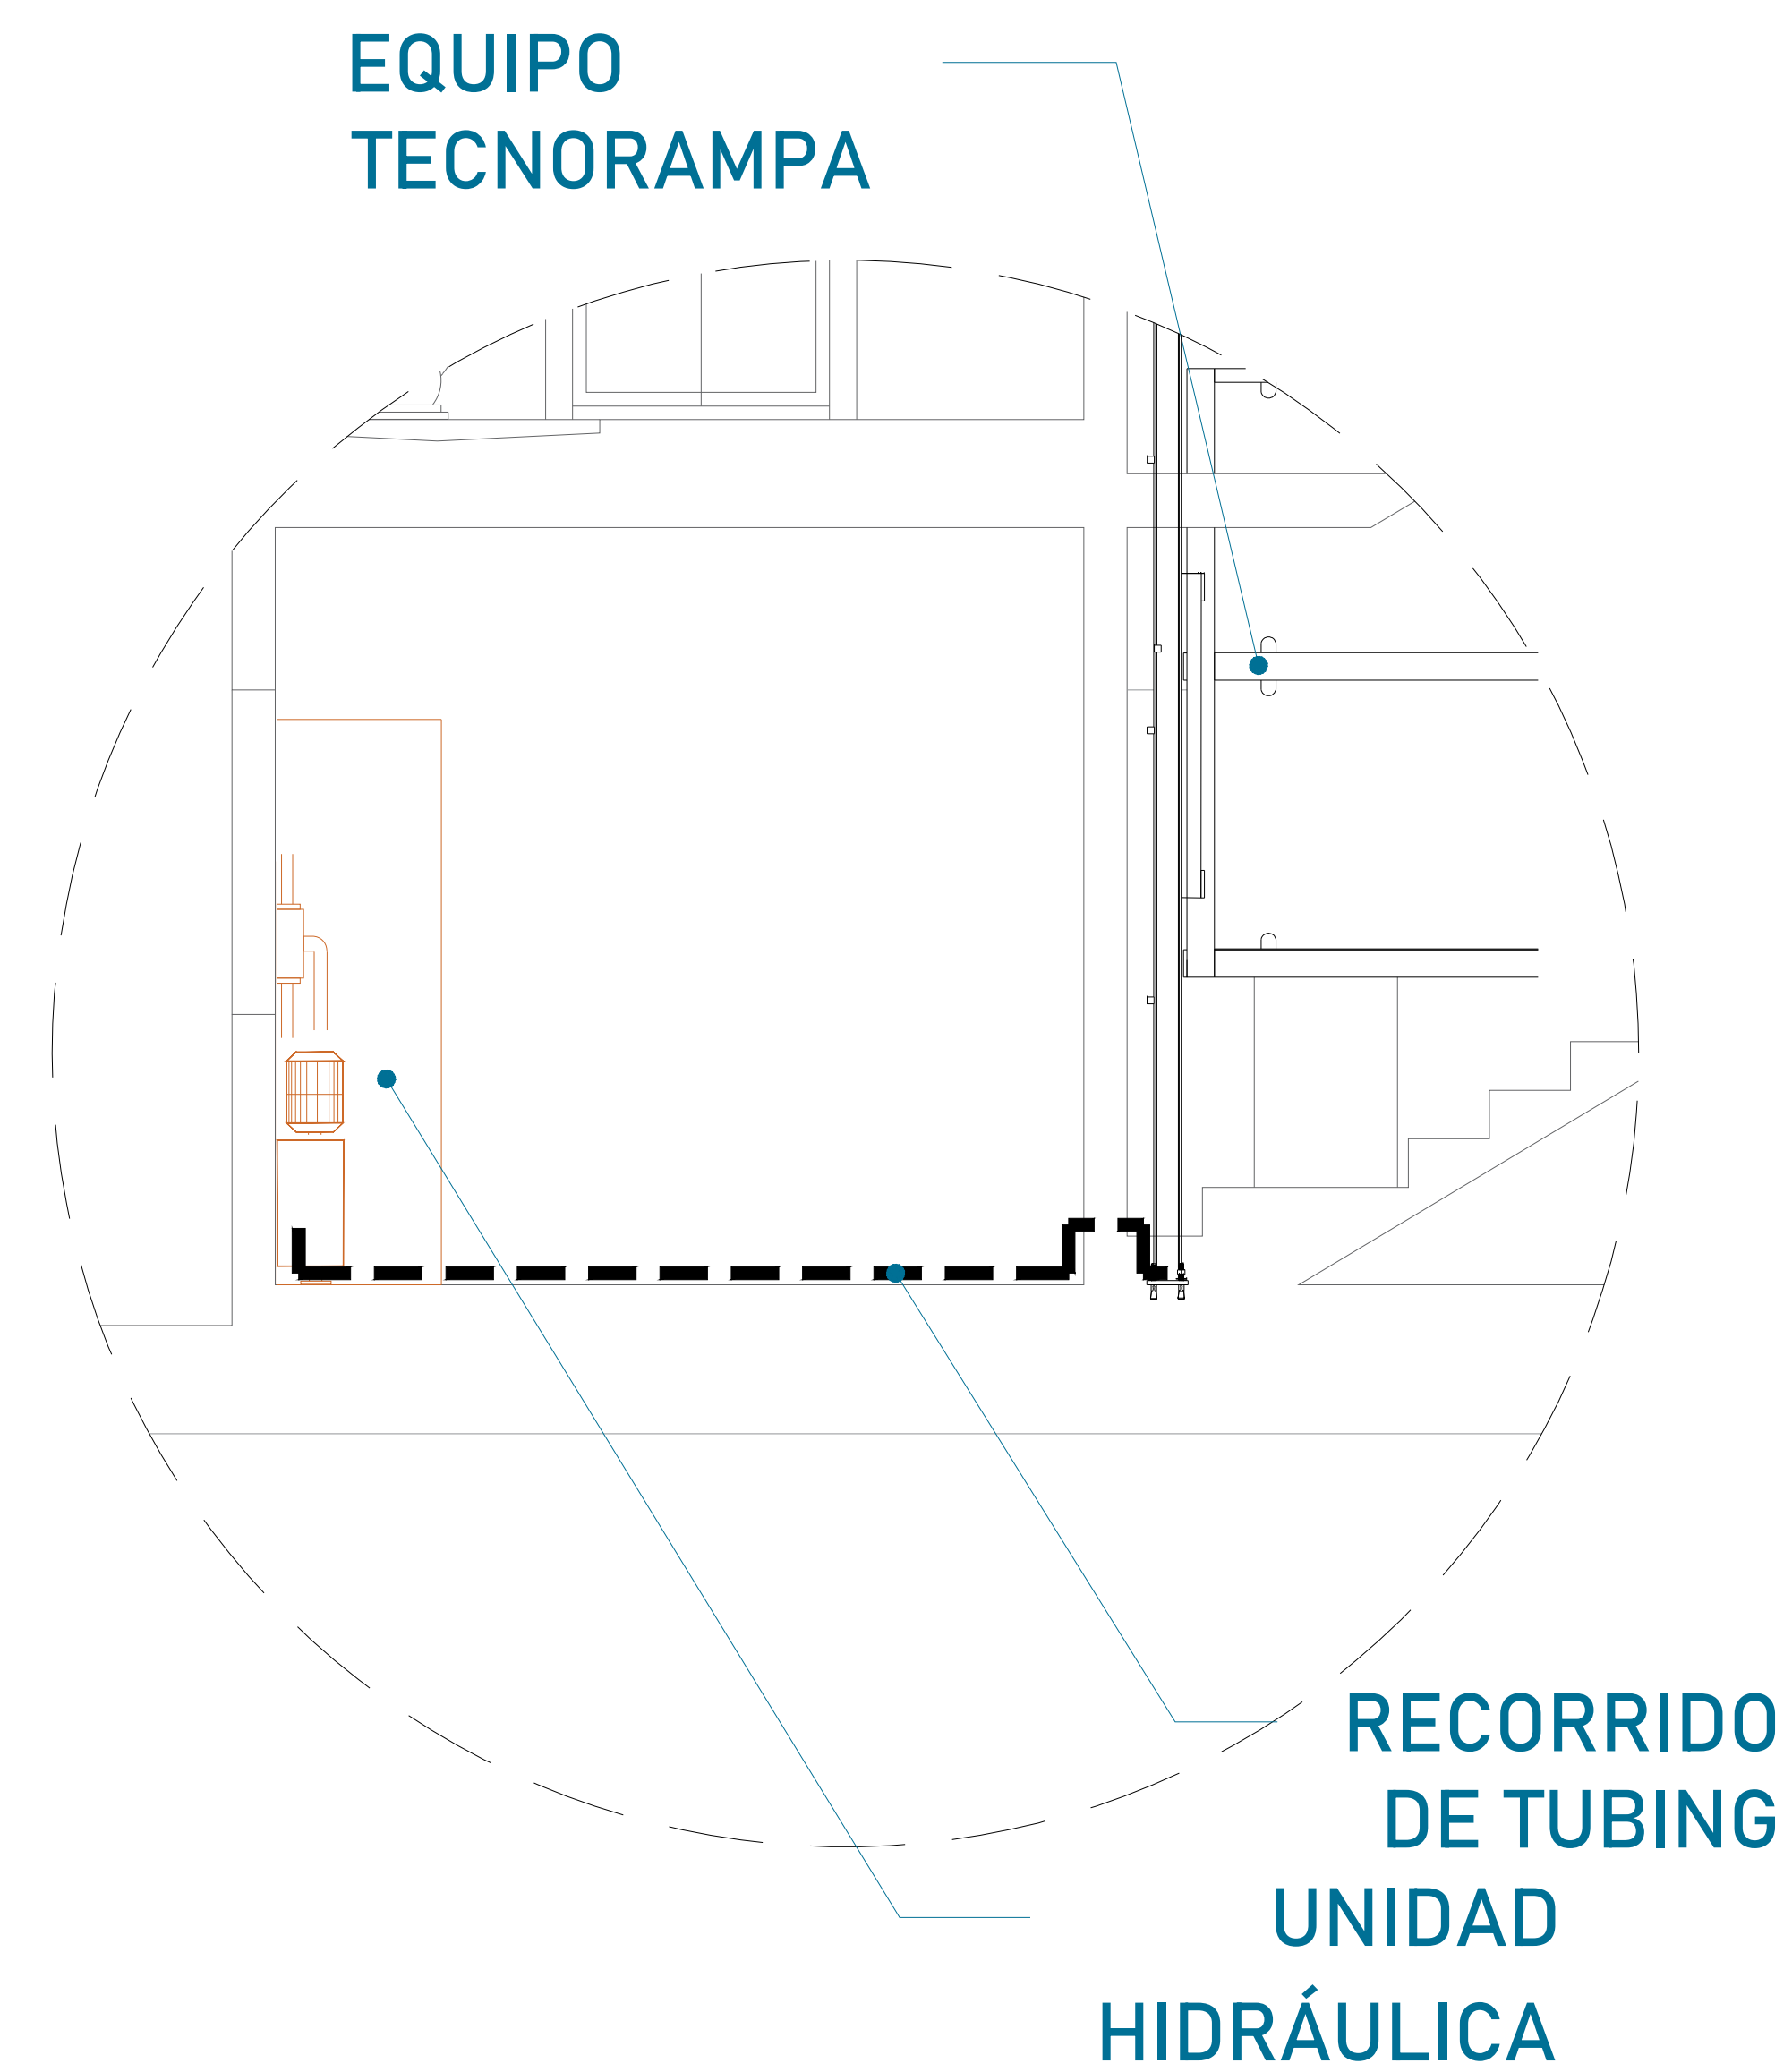 EQUIPO
TECNORAMPA
RECORRIDO
DE TUBING
UNIDAD
HIDRÁULICA